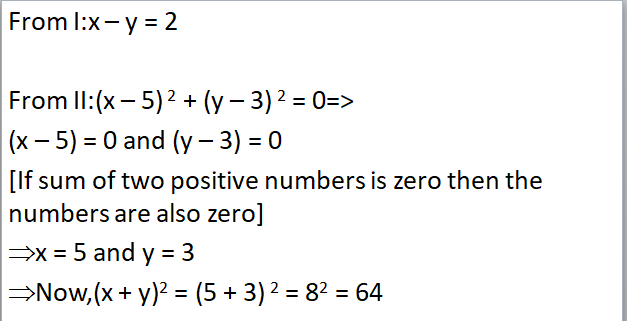 From I:x – y = 2
From II:(x – 5)² + (y – 3)² = 0=>
(x – 5) = 0 and (y – 3) = 0
[If sum of two positive numbers is zero then the
numbers are also zero]
⇒x = 5 and y = 3
⇒Now,(x + y)² = (5 + 3)² = 8² = 64